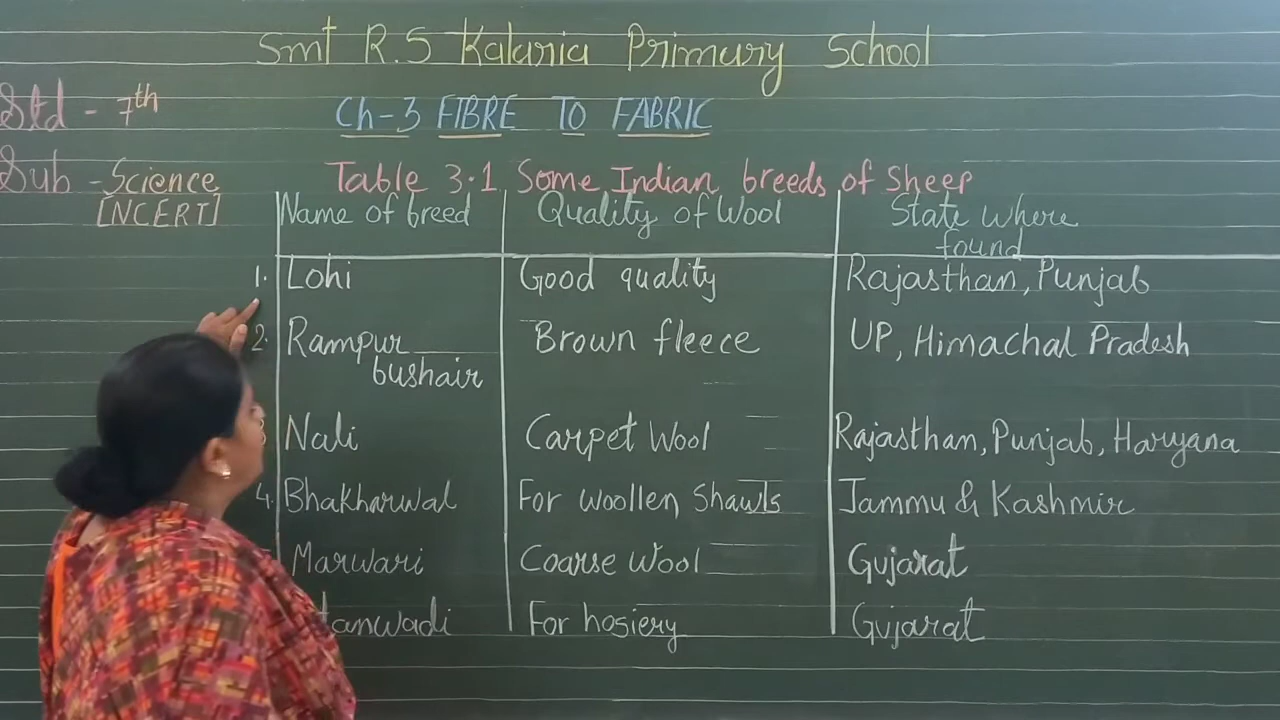 Smt R.S Kalaria Primary School
Std - 7th
Ch-3 FIBRE TO FABRIC
Sub - Science
[NCERT]
Table 3.1 Some Indian breeds of Sheep
Name of breed Quality of Wool State where found
1. Lohi Good quality Rajasthan, Punjab
2. Rampur bushair Brown fleece UP, Himachal Pradesh
Nali Carpet Wool Rajasthan, Punjab, Haryana
4. Bhakharwal For woollen Shawls Jammu & Kashmir
Marwari Coarse Wool Gujarat
tanwadi For hosiery Gujarat